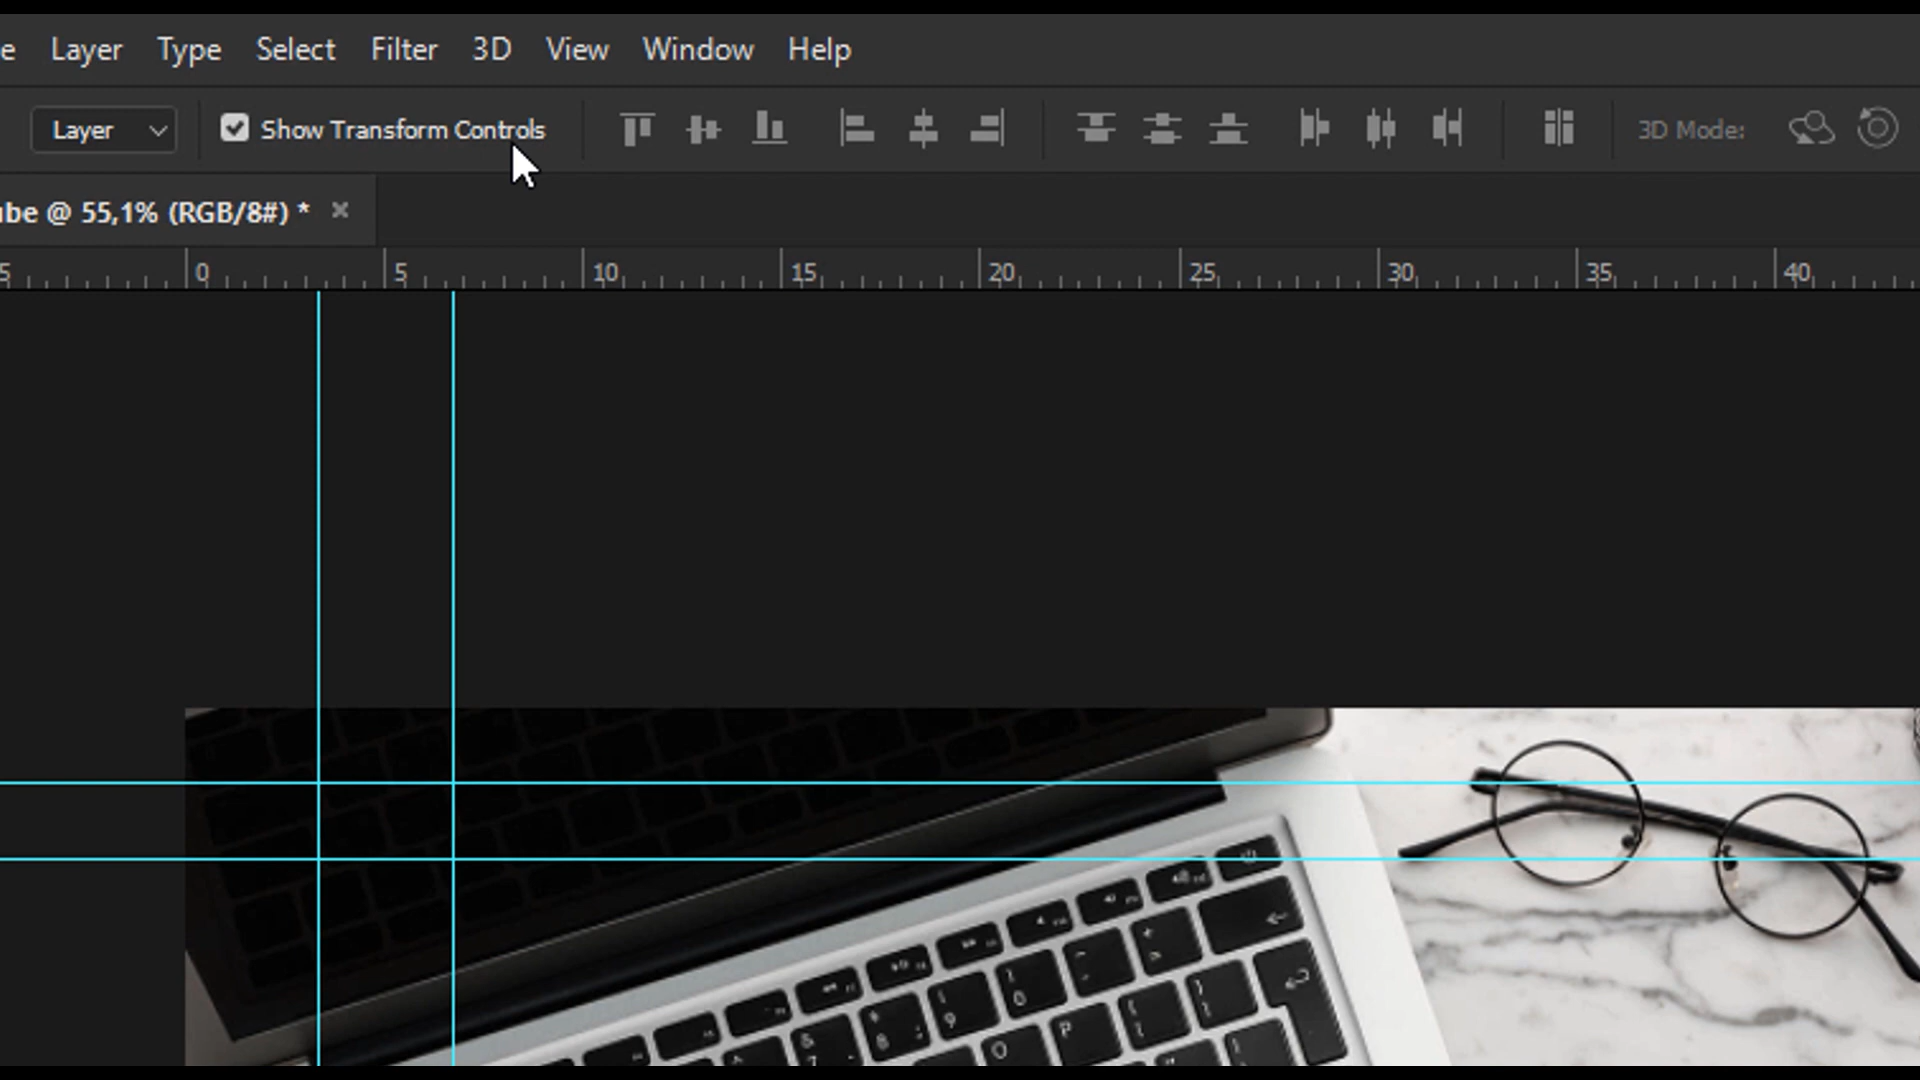 e Layer Type Select Filter 3D View Window Help
Layer Show Transform Controls 3D Mode:
ube @ 55,1% (RGB/8#) * ×
5 0 5 10 15 20 25 30 35 40